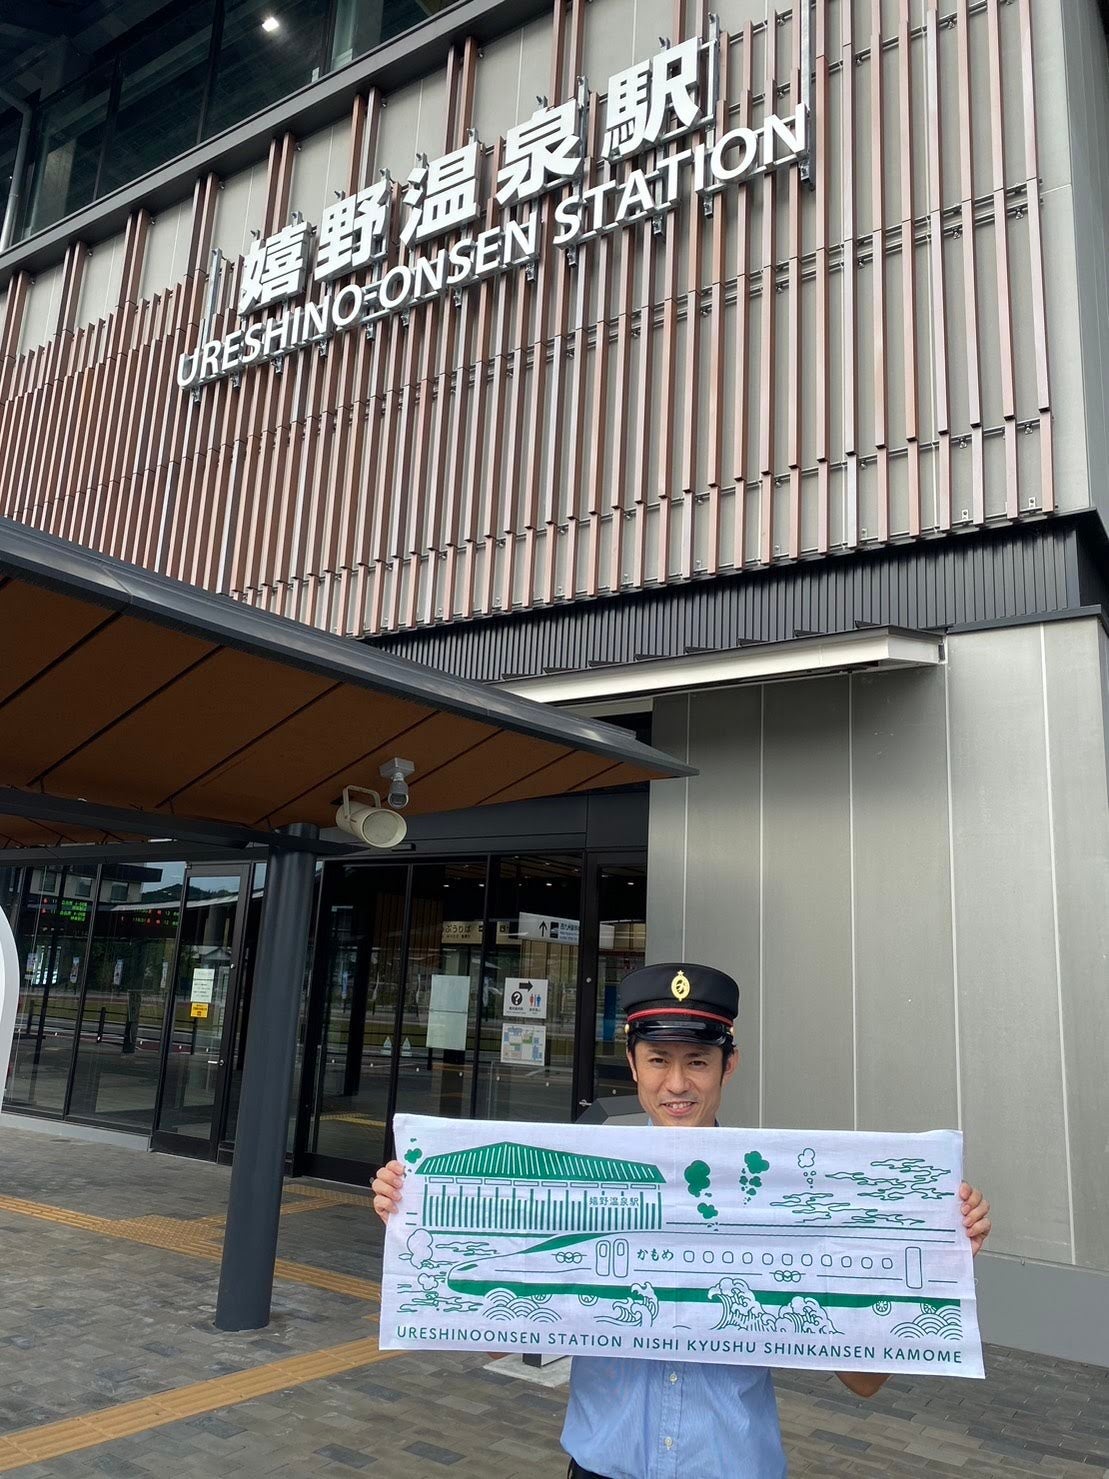 嬉野温泉駅
URESHINO-ONSEN STATION
嬉野温泉駅
かもめ
URESHINOONSEN STATION NISHI KYUSHU SHINKANSEN KAMOME